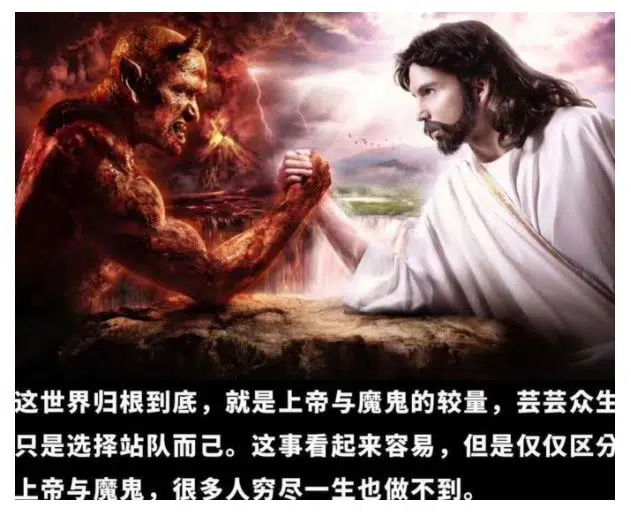 这世界归根到底，就是上帝与魔鬼的较量，芸芸众生
只是选择站队而己。这事看起来容易，但是仅仅区分
上帝与魔鬼，很多人穷尽一生也做不到。